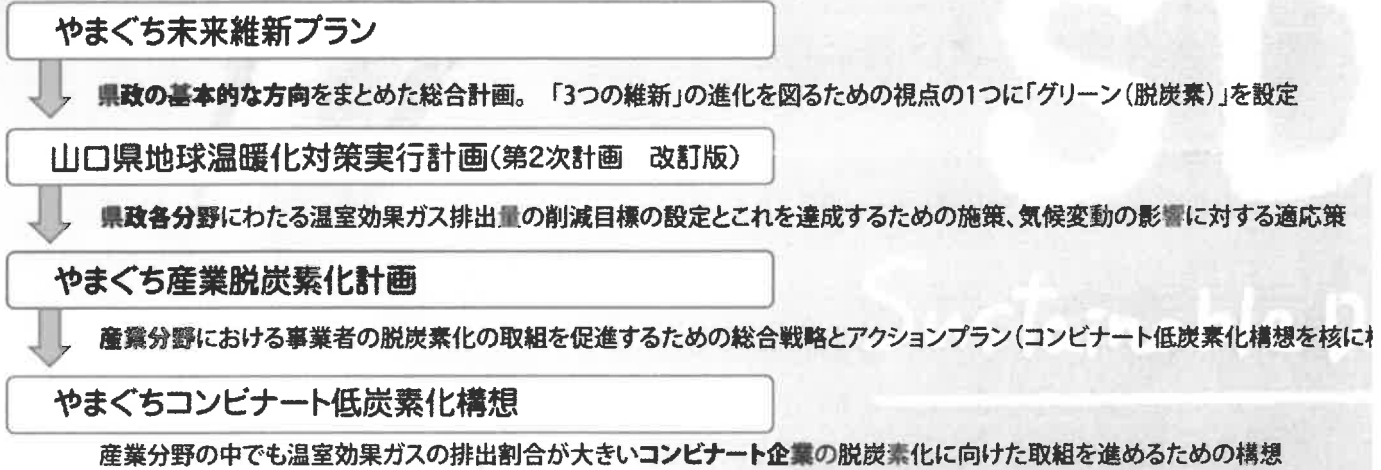 やまぐち未来維新プラン
県政の基本的な方向をまとめた総合計画。「3つの維新」の進化を図るための視点の1つに「グリーン(脱炭素)」を設定
山口県地球温暖化対策実行計画(第2次計画 改訂版)
県政各分野にわたる温室効果ガス排出量の削減目標の設定とこれを達成するための施策、気候変動の影響に対する適応策
やまぐち産業脱炭素化計画
産業分野における事業者の脱炭素化の取組を促進するための総合戦略とアクションプラン(コンビナート低炭素化構想を核に
やまぐちコンビナート低炭素化構想
産業分野の中でも温室効果ガスの排出割合が大きいコンビナート企業の脱炭素化に向けた取組を進めるための構想
SD
Sustainable D